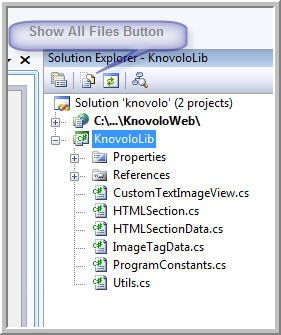 Show All Files Button
Solution Explorer - KnovoloLib
Solution 'knovolo' (2 projects)
C:\...\KnovoloWeb\
KnovoloLib
Properties
References
CustomTextImageView.cs
HTMLSection.cs
HTMLSectionData.cs
ImageTagData.cs
ProgramConstants.cs
Utils.cs